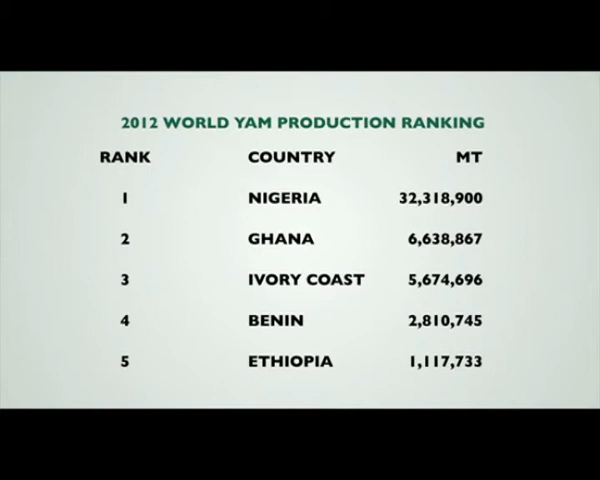 2012 WORLD YAM PRODUCTION RANKING
RANK COUNTRY MT
1 NIGERIA 32,318,900
2 GHANA 6,638,867
3 IVORY COAST 5,674,696
4 BENIN 2,810,745
5 ETHIOPIA 1,117,733